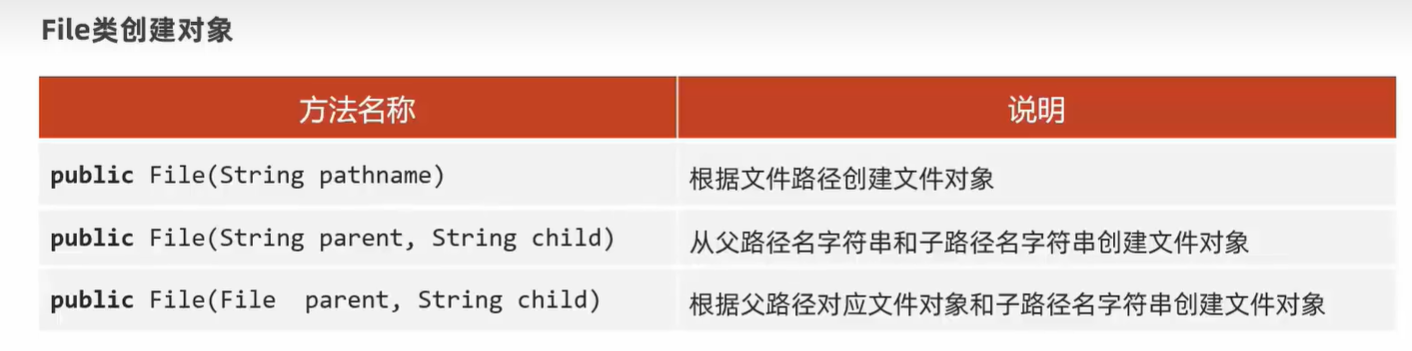 File类创建对象
方法名称 说明
public File(String pathname) 根据文件路径创建文件对象
public File(String parent, String child) 从父路径名字符串和子路径名字符串创建文件对象
public File(File  parent, String child) 根据父路径对应文件对象和子路径名字符串创建文件对象